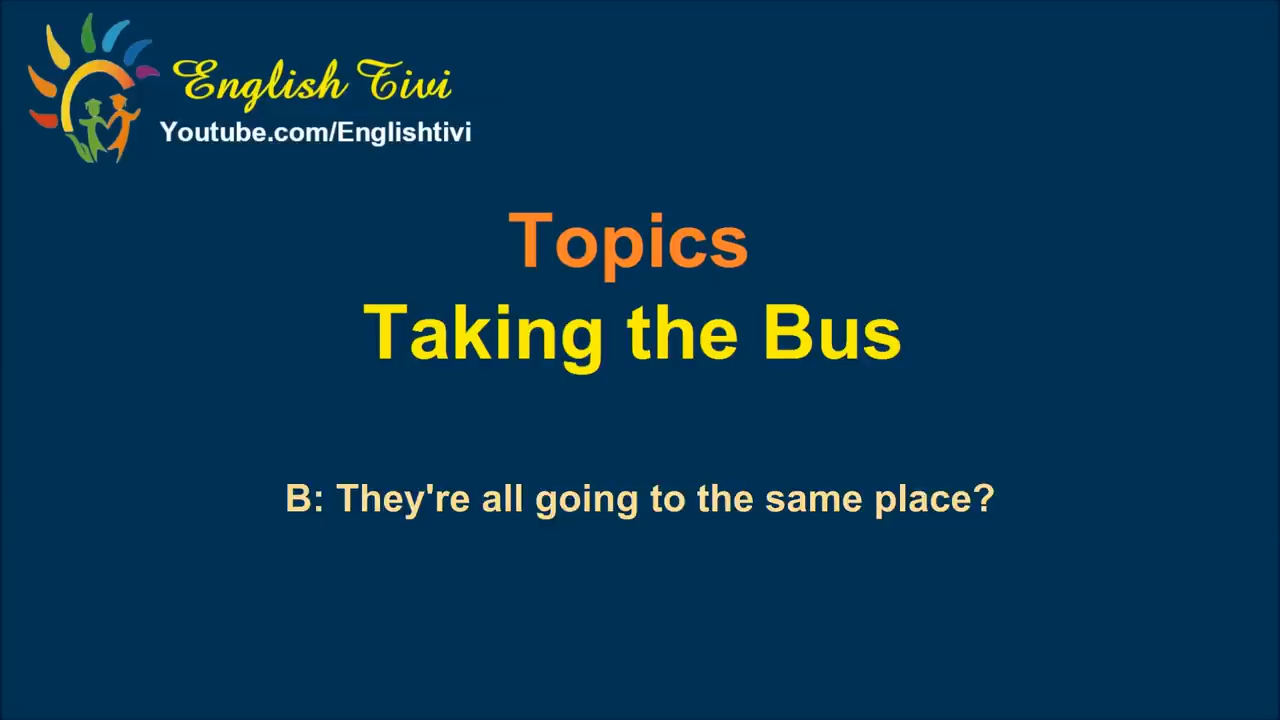 English Tivi
Youtube.com/Englishtivi
Topics
Taking the Bus
B: They're all going to the same place?